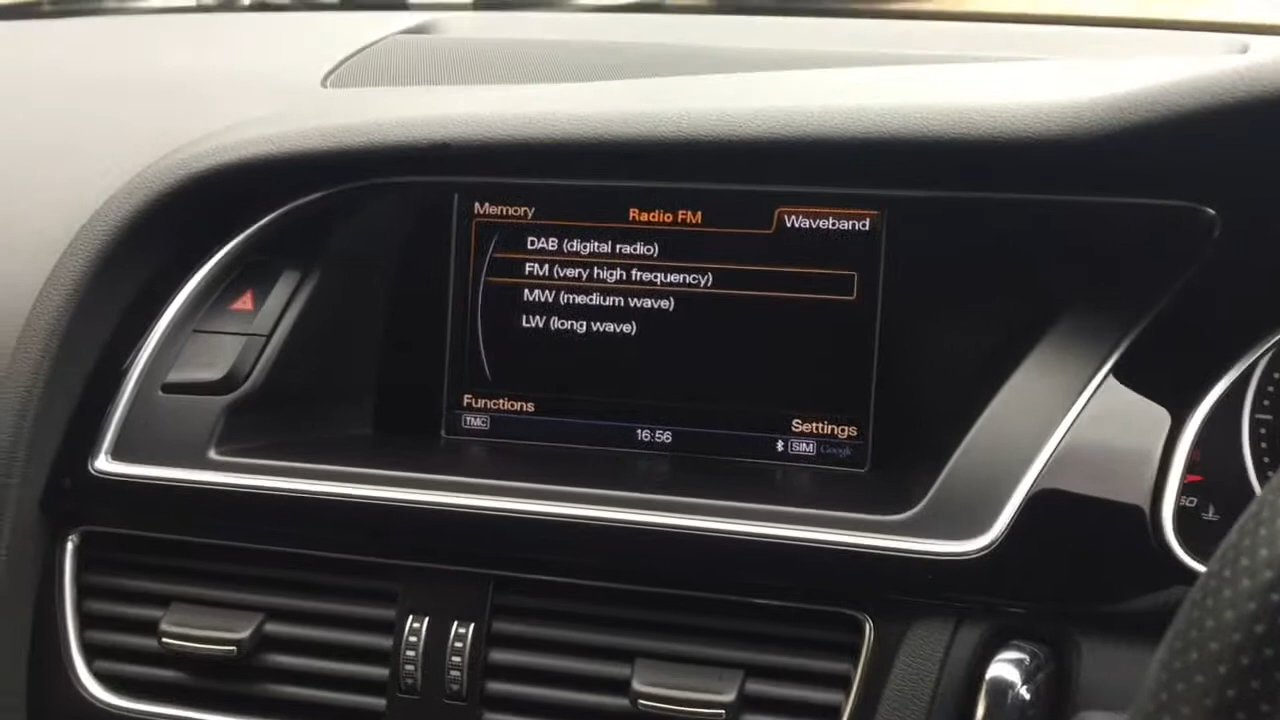 Memory
Radio FM
Waveband
DAB (digital radio)
FM (very high frequency)
MW (medium wave)
LW (long wave)
Functions
Settings
TMC
16:56
SIM Google